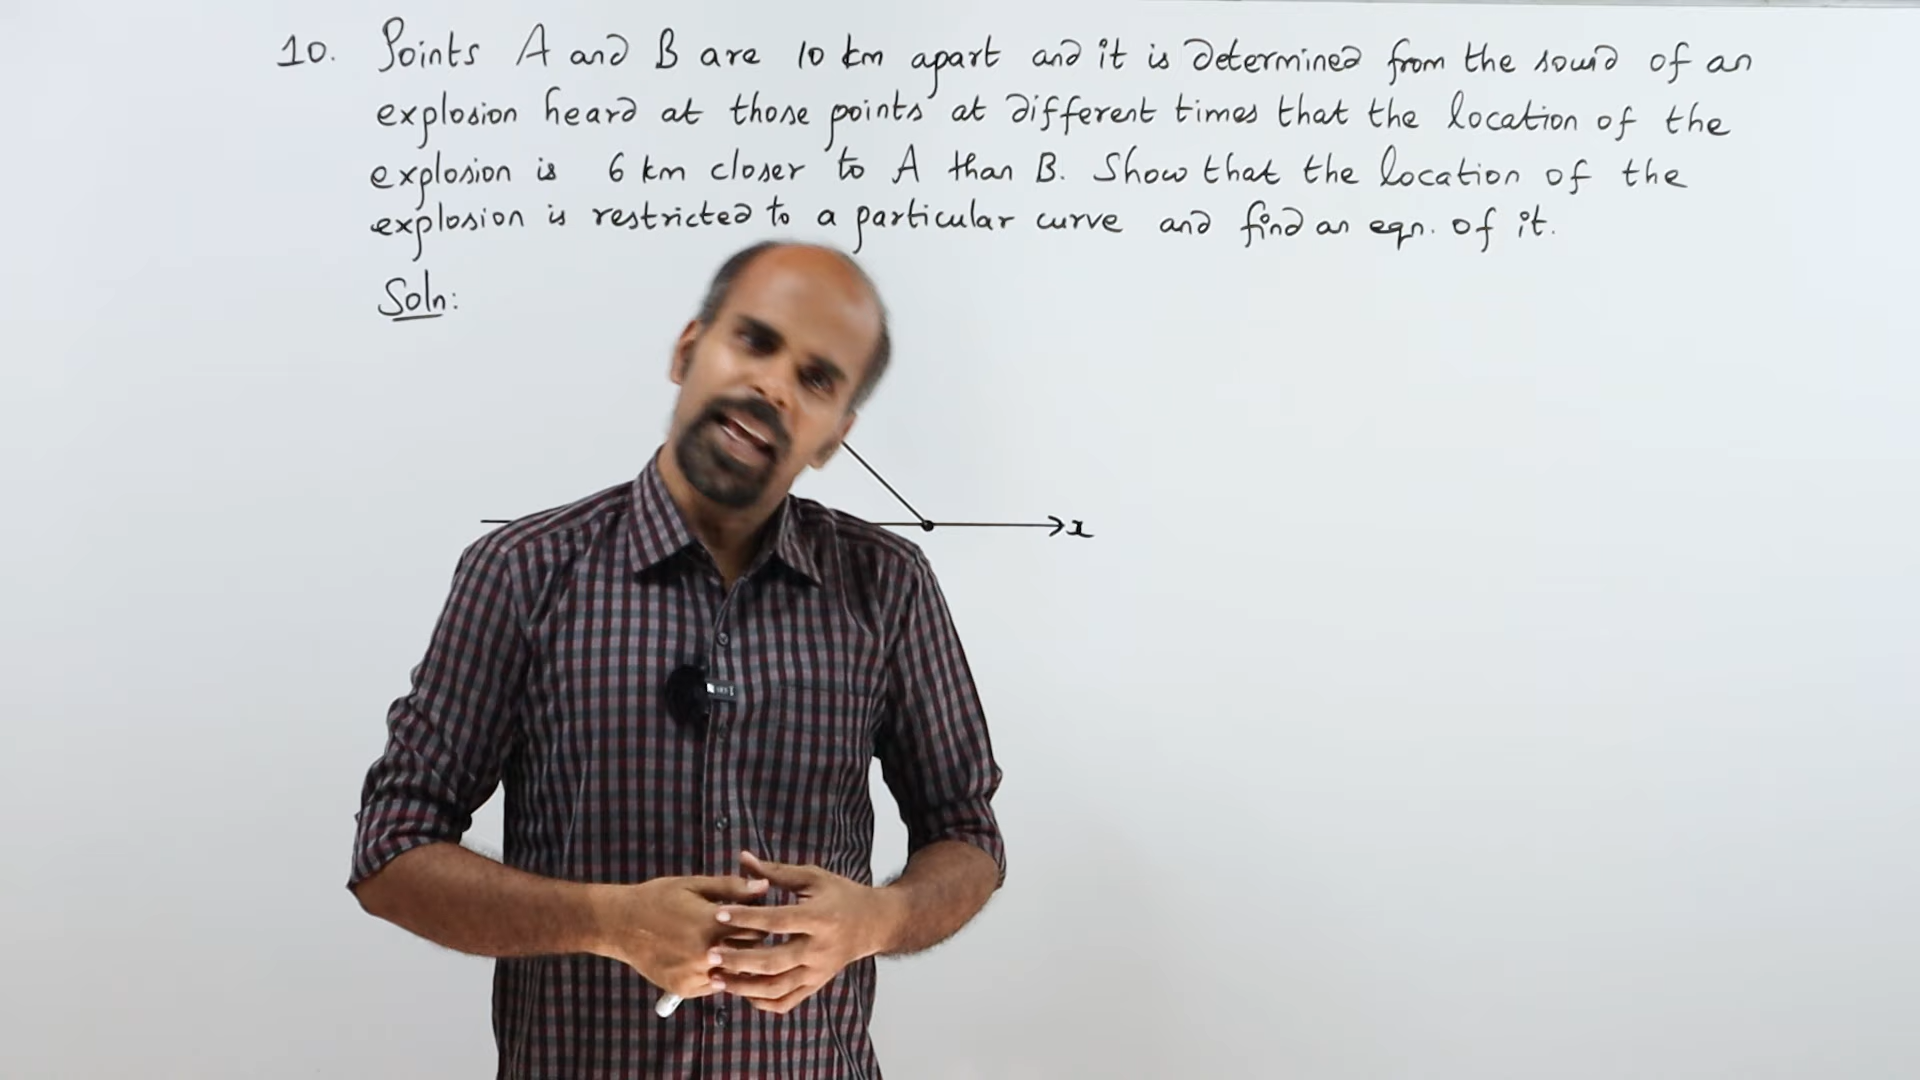 10. Points A and B are 10 km apart and it is determined from the sound of an
explosion heard at those points at different times that the location of the
explosion is 6 km closer to A than B. Show that the location of the
explosion is restricted to a particular curve and find an eqn. of it.
Soln:
x